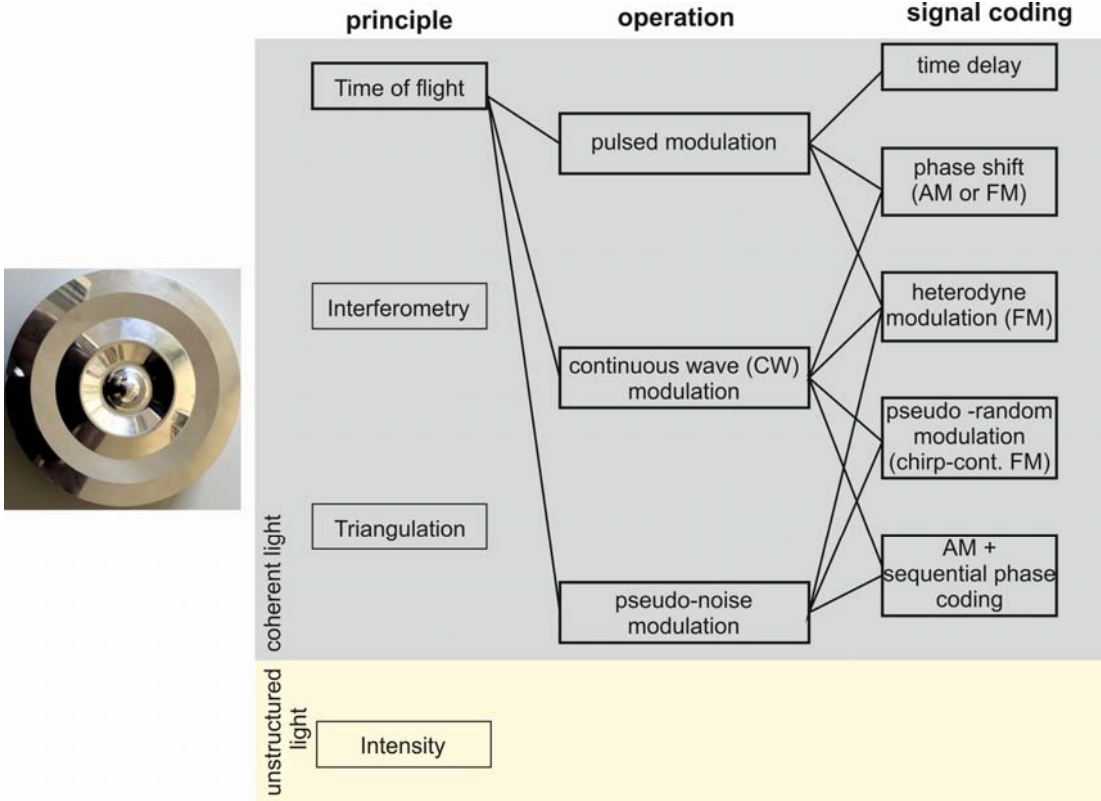 principle
operation
signal coding
Time of flight
pulsed modulation
time delay
phase shift
(AM or FM)
Interferometry
heterodyne
modulation (FM)
continuous wave (CW)
modulation
pseudo -random
modulation
(chirp-cont. FM)
Triangulation
AM +
sequential phase
coding
pseudo-noise
modulation
coherent light
unstructured
light
Intensity